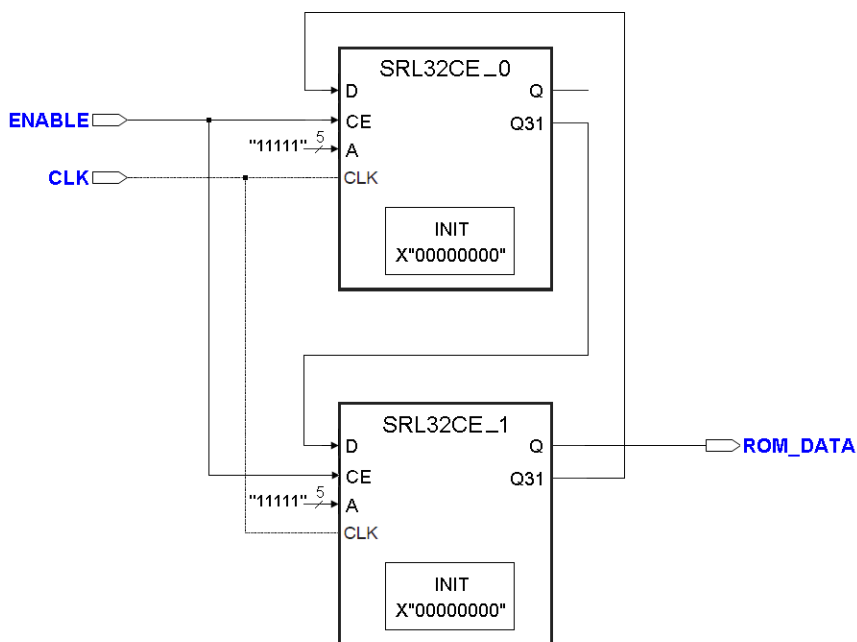 SRL32CE_0
D
Q
ENABLE
CE
Q31
"11111"
5
A
CLK
CLK
INIT
X"00000000"
SRL32CE_1
D
Q
ROM_DATA
CE
Q31
"11111"
5
A
CLK
INIT
X"00000000"